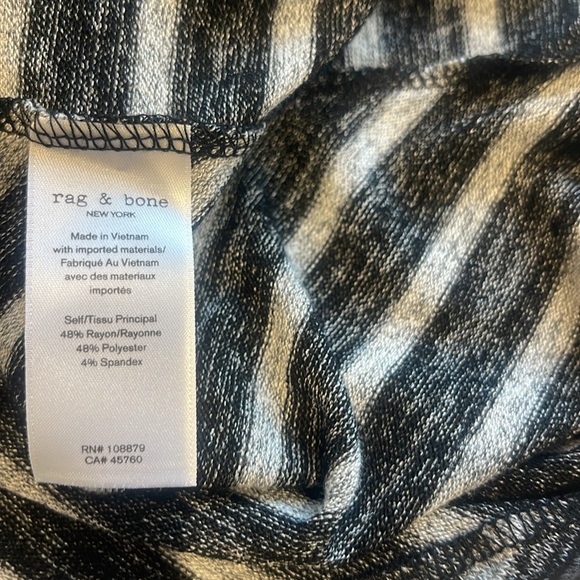 rag & bone
NEW YORK
Made in Vietnam
with imported materials/
Fabriqué Au Vietnam
avec des materiaux
importés
Self/Tissu Principal
48% Rayon/Rayonne
48% Polyester
4% Spandex
RN# 108879
CA# 45760